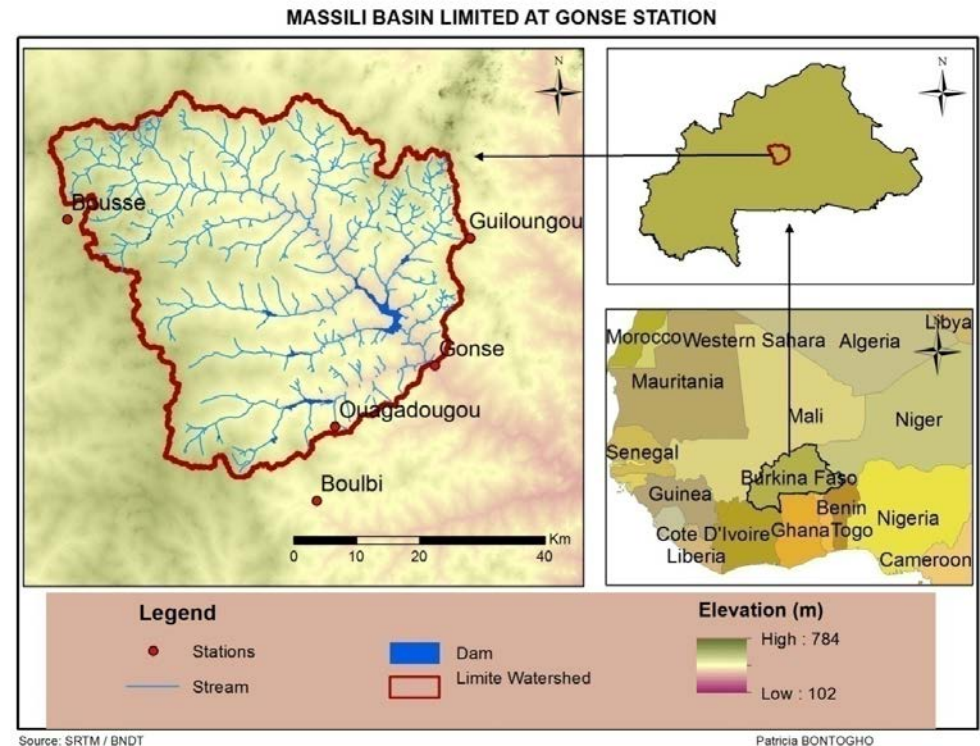 MASSILI BASIN LIMITED AT GONSE STATION
N
Bousse
Guiloungou
Gonse
Ouagadougou
Boulbi
0 10 20 40 Km
N
Morocco Western Sahara Algeria Libya
Mauritania
Mali
Niger
Senegal
Burkina Faso
Guinea
Benin
Nigeria
Cote D'Ivoire Ghana Togo
Liberia
Cameroon
Legend
Stations
Stream
Dam
Limite Watershed
Elevation (m)
High : 784
Low : 102
Source: SRTM / BNDT
Patricia BONTOGHO